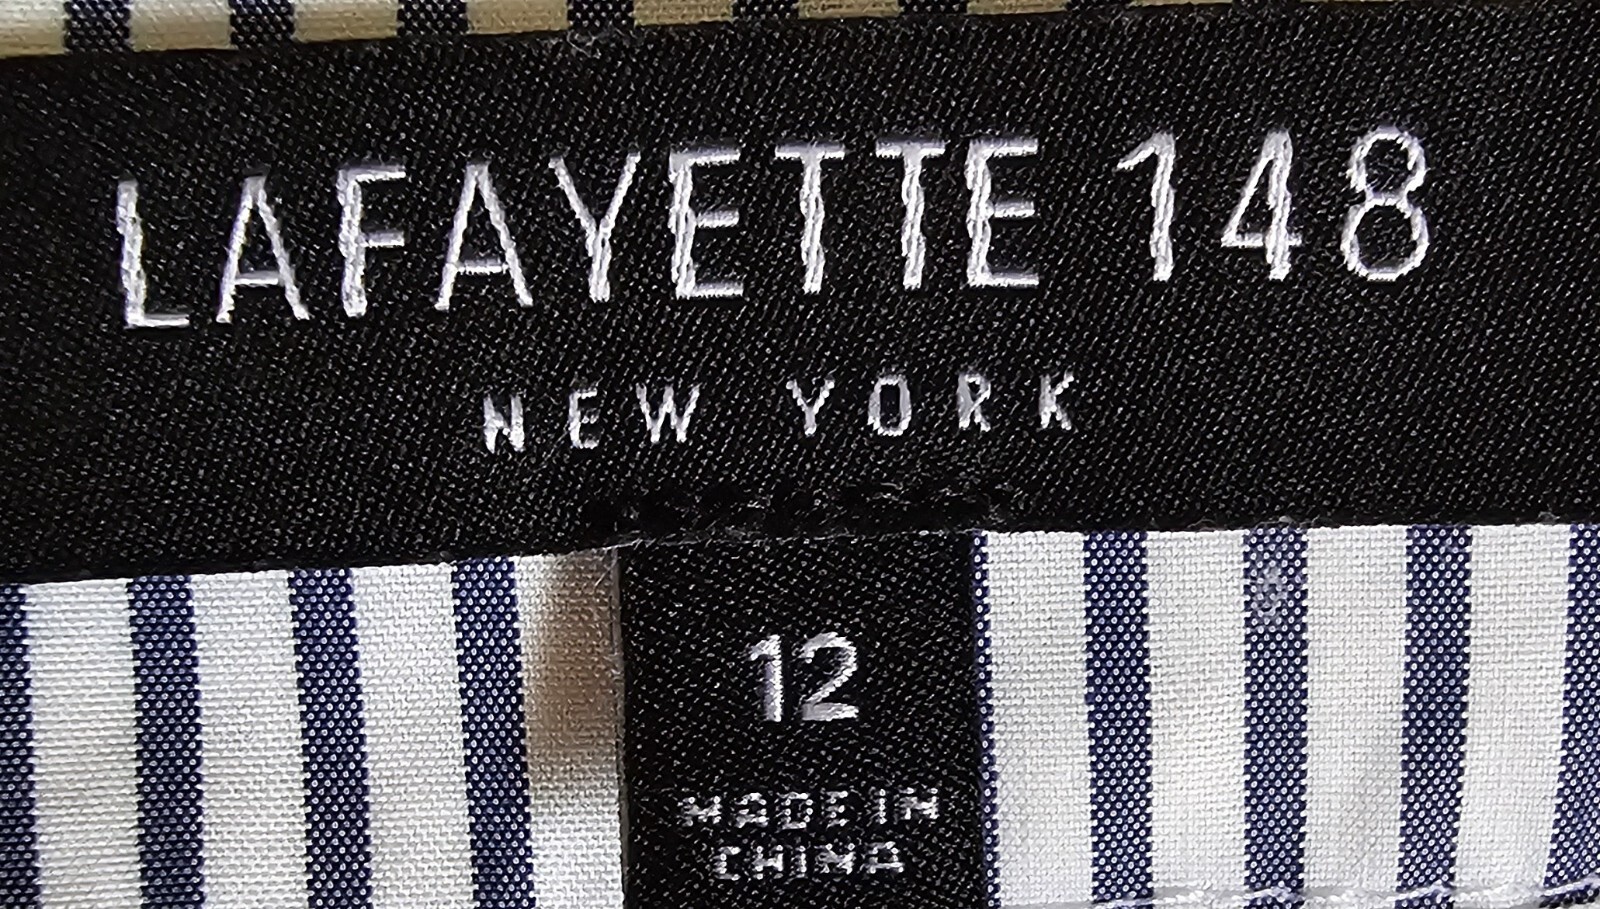 LAFAYETTE 148
NEW YORK
12
MADE IN
CHINA